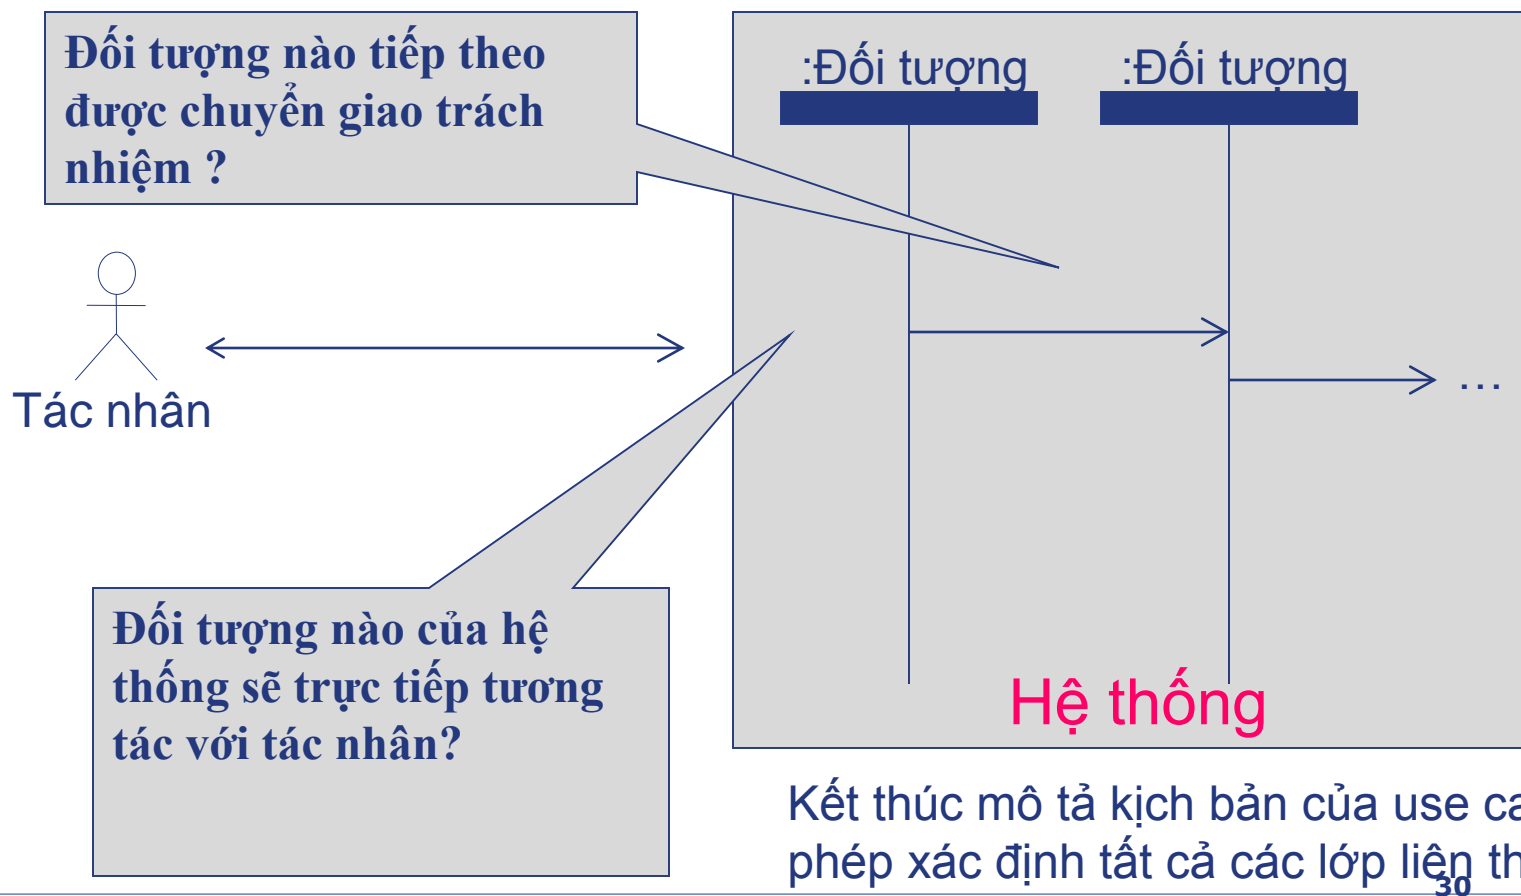 Đối tượng nào tiếp theo
được chuyển giao trách
nhiệm ?
:Đối tượng
:Đối tượng
Tác nhân
…
Đối tượng nào của hệ
thống sẽ trực tiếp tương
tác với tác nhân?
Hệ thống
Kết thúc mô tả kịch bản của use
phép xác định tất cả các lớp liên
30